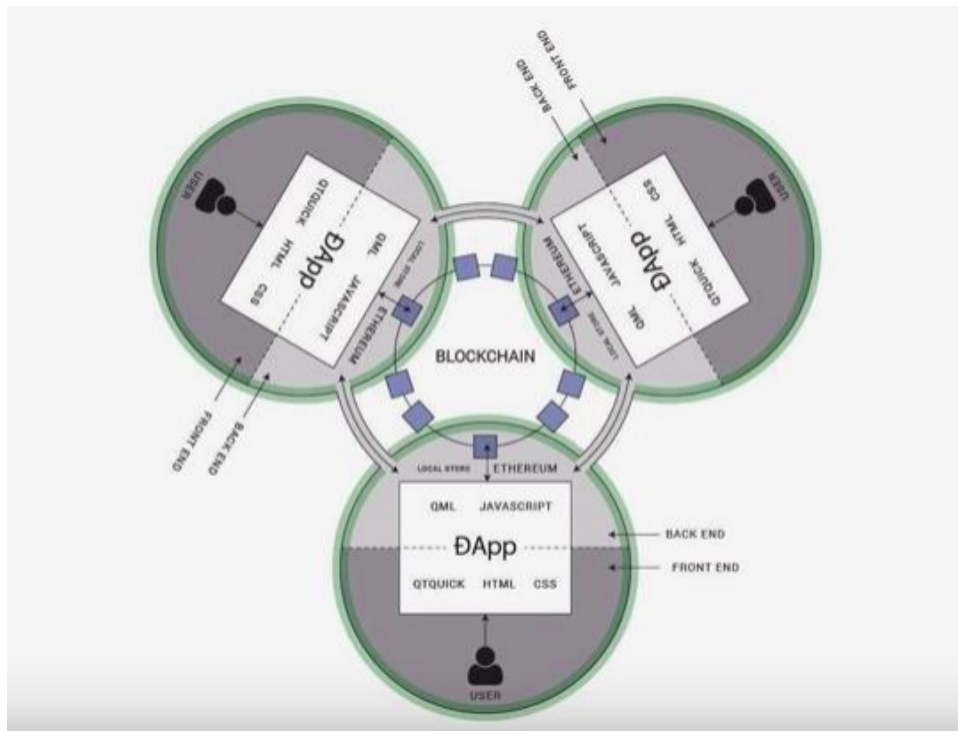 FRONT END
BACK END
USER
QTQUICK HTML CSS
ĐApp
QML JAVASCRIPT
LOCAL STORE ETHEREUM
FRONT END
BACK END
USER
CSS HTML QTQUICK
ĐApp
JAVASCRIPT QML
ETHEREUM LOCAL STORE
BLOCKCHAIN
LOCAL STORE ETHEREUM
QML JAVASCRIPT
ĐApp
QTQUICK HTML CSS
BACK END
FRONT END
USER